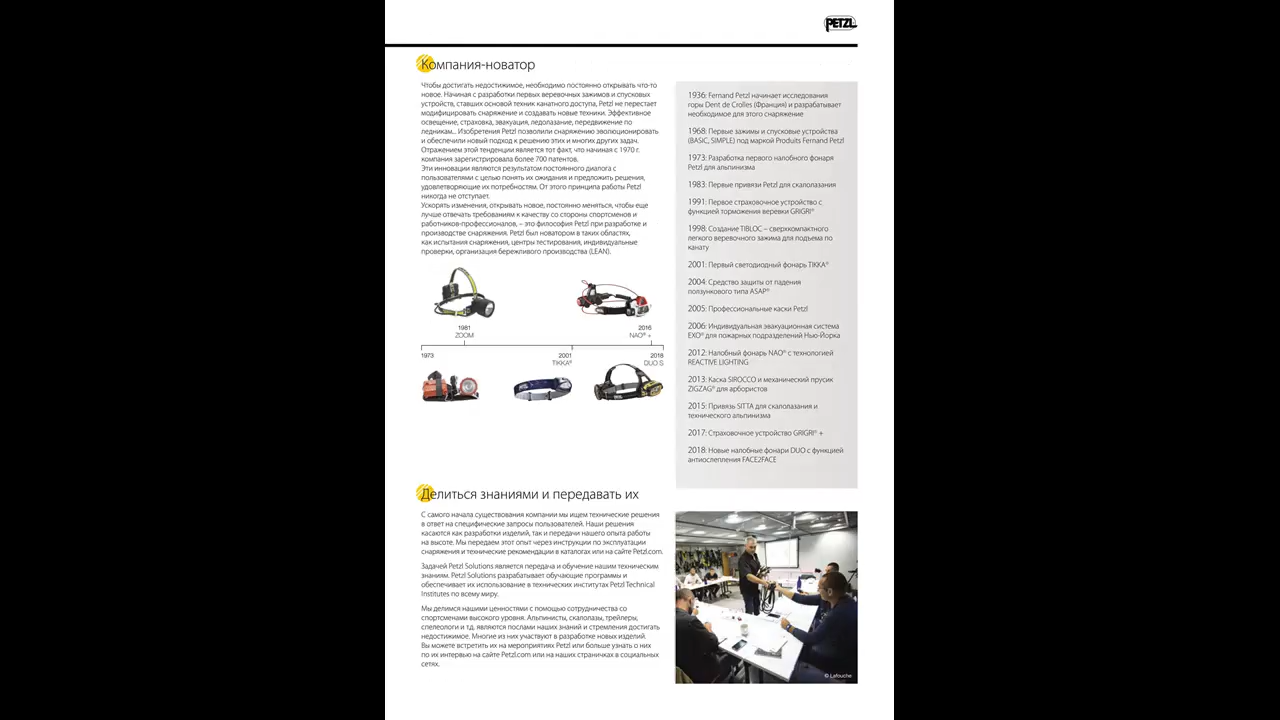 PETZL
Компания-новатор
Чтобы достигать недостижимое, необходимо постоянно открывать что-то
новое. Начиная с разработки первых веревочных зажимов и спусковых
устройств, ставших основой техник канатного доступа, Petzl не перестает
модифицировать снаряжение и создавать новые техники. Эффективное
освещение, страховка, эвакуация, ледолазание, передвижение по
ледникам... Изобретения Petzl позволили снаряжению эволюционировать
и обеспечили новый подход к решению этих и многих других задач.
Отражением этой тенденции является тот факт, что начиная с 1970 г.
компания зарегистрировала более 700 патентов.
Эти инновации являются результатом постоянного диалога с
пользователями с целью понять их ожидания и предложить решения,
удовлетворяющие их потребностям. От этого принципа работы Petzl
никогда не отступает.
Ускорять изменения, открывать новое, постоянно меняться, чтобы еще
лучше отвечать требованиям к качеству со стороны спортсменов и
работников-профессионалов, – это философия Petzl при разработке и
производстве снаряжения. Petzl был новатором в таких областях,
как испытания снаряжения, центры тестирования, индивидуальные
проверки, организация бережливого производства (LEAN).
1981
ZOOM
2016
NAO® +
1973
2001
TIKKA®
2018
DUO S
1936: Fernand Petzl начинает исследования
горы Dent de Crolles (Франция) и разрабатывает
необходимое для этого снаряжение
1968: Первые зажимы и спусковые устройства
(BASIC, SIMPLE) под маркой Produits Fernand Petzl
1973: Разработка первого налобного фонаря
Petzl для альпинизма
1983: Первые привязи Petzl для скалолазания
1991: Первое страховочное устройство с
функцией торможения веревки GRIGRI®
1998: Создание TIBLOC – сверхкомпактного
легкого веревочного зажима для подъема по
канату
2001: Первый светодиодный фонарь TIKKA®
2004: Средство защиты от падения
ползункового типа ASAP®
2005: Профессиональные каски Petzl
2006: Индивидуальная эвакуационная система
EXO® для пожарных подразделений Нью-Йорка
2012: Налобный фонарь NAO® с технологией
REACTIVE LIGHTING
2013: Каска SIROCCO и механический прусик
ZIGZAG® для арбористов
2015: Привязь SITTA для скалолазания и
технического альпинизма
2017: Страховочное устройство GRIGRI® +
2018: Новые налобные фонари DUO с функцией
антиослепления FACE2FACE
Делиться знаниями и передавать их
С самого начала существования компании мы ищем технические решения
в ответ на специфические запросы пользователей. Наши решения
касаются как разработки изделий, так и передачи нашего опыта работы
на высоте. Мы передаем этот опыт через инструкции по эксплуатации
снаряжения и технические рекомендации в каталогах или на сайте Petzl.com.
Задачей Petzl Solutions является передача и обучение нашим техническим
знаниям. Petzl Solutions разрабатывает обучающие программы и
обеспечивает их использование в технических институтах Petzl Technical
Institutes по всему миру.
Мы делимся нашими ценностями с помощью сотрудничества со
спортсменами высокого уровня. Альпинисты, скалолазы, трейлеры,
спелеологи и т.д. являются послами наших знаний и стремления достигать
недостижимое. Многие из них участвуют в разработке новых изделий.
Вы можете встретить их на мероприятиях Petzl или больше узнать о них
по их интервью на сайте Petzl.com или на наших страничках в социальных
сетях.
© Lafouche